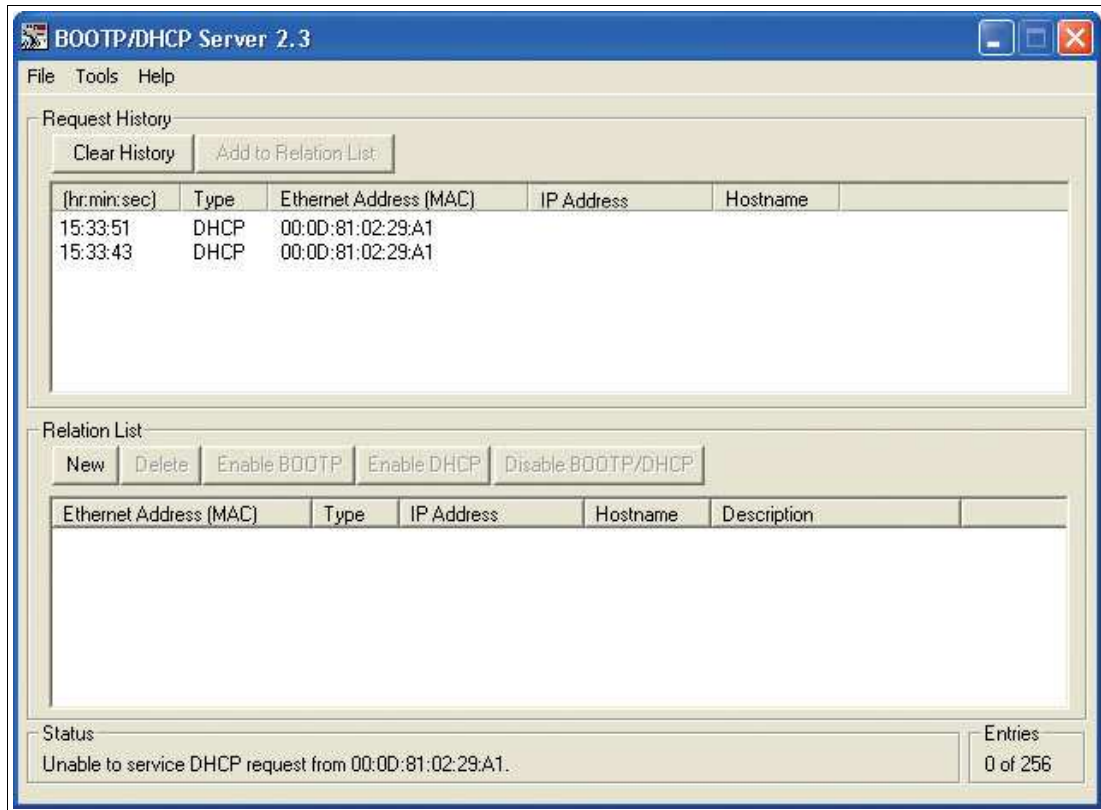 BOOTP/DHCP Server 2.3
File Tools Help
Request History
Clear History Add to Relation List
(hr:min:sec) Type Ethernet Address (MAC) IP Address Hostname
15:33:51 DHCP 00:0D:81:02:29:A1
15:33:43 DHCP 00:0D:81:02:29:A1
Relation List
New Delete Enable BOOTP Enable DHCP Disable BOOTP/DHCP
Ethernet Address (MAC) Type IP Address Hostname Description
Status
Unable to service DHCP request from 00:0D:81:02:29:A1.
Entries
0 of 256